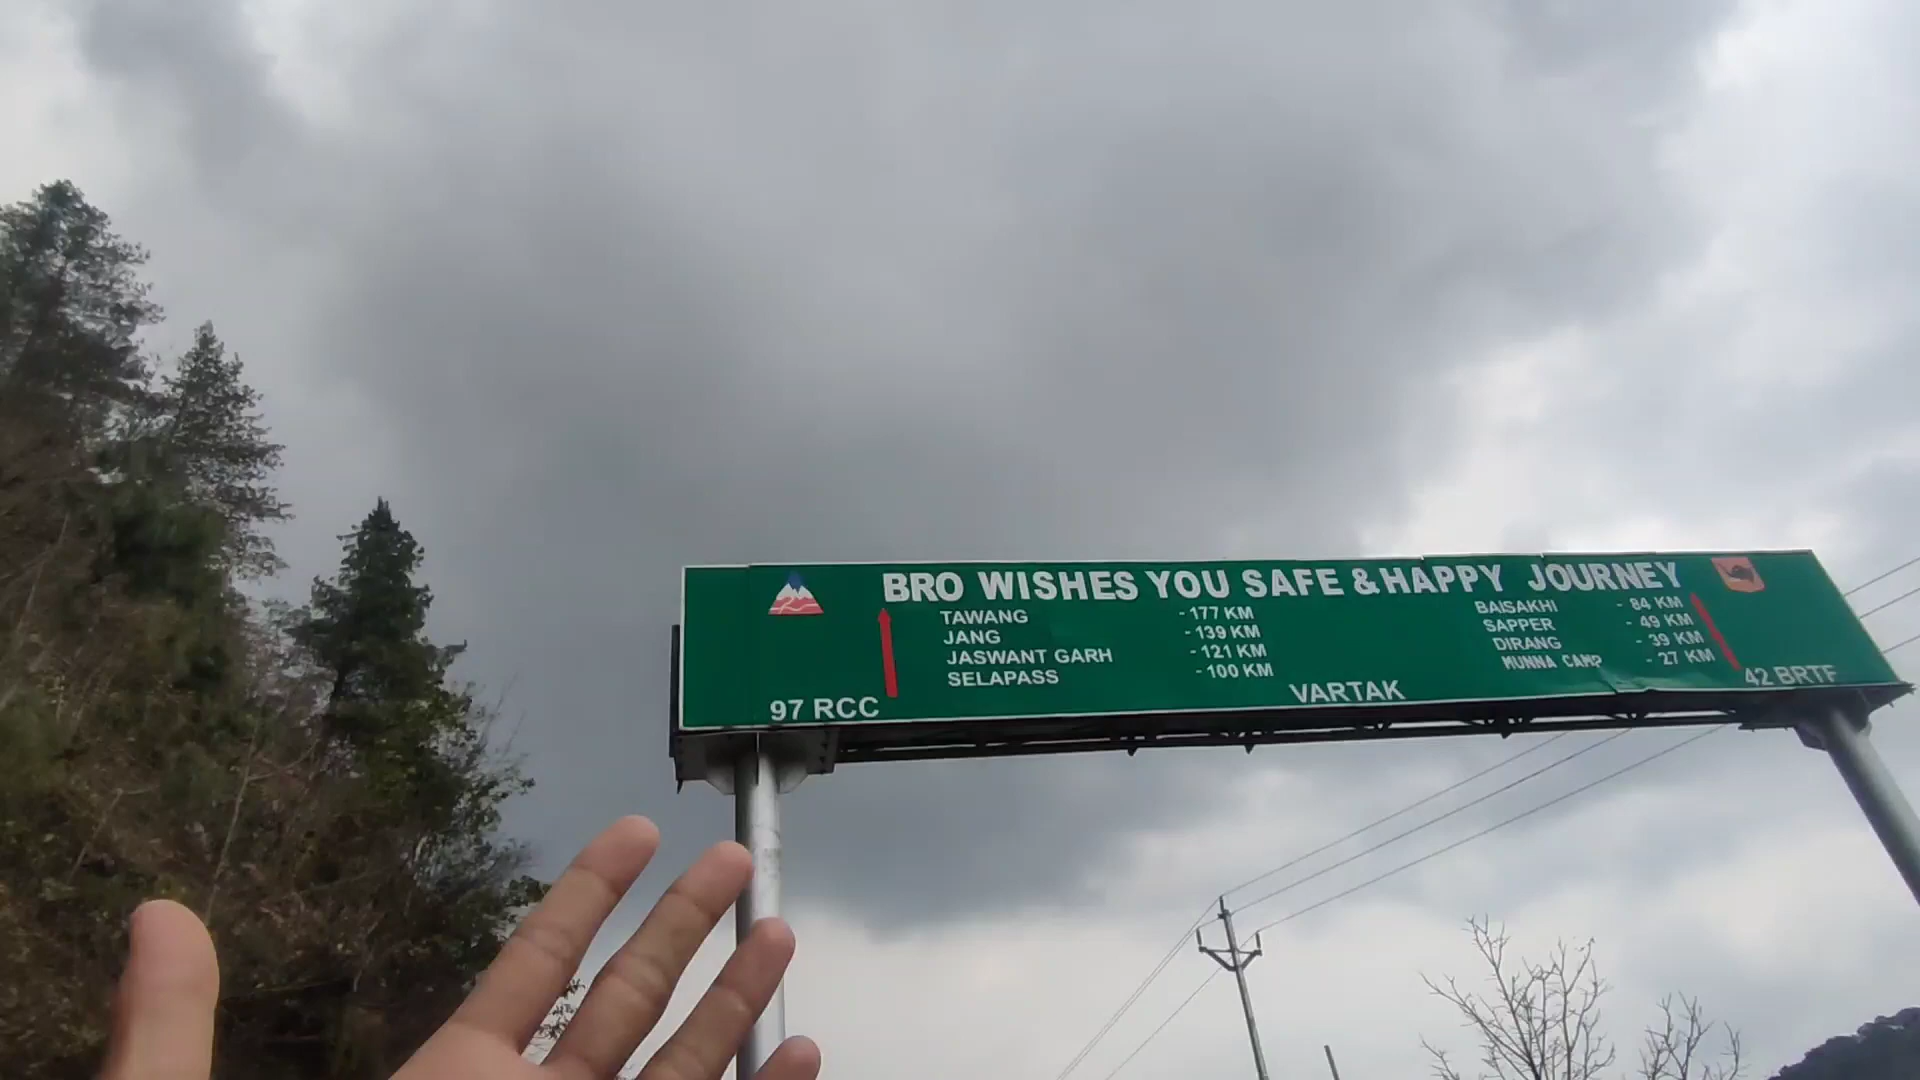 BRO WISHES YOU SAFE & HAPPY JOURNEY
TAWANG - 177 KM
JANG - 139 KM
JASWANT GARH - 121 KM
SELAPASS - 100 KM
BAISAKHI - 84 KM
SAPPER - 49 KM
DIRANG - 39 KM
MUNNA CAMP - 27 KM
97 RCC
VARTAK
42 BRTF